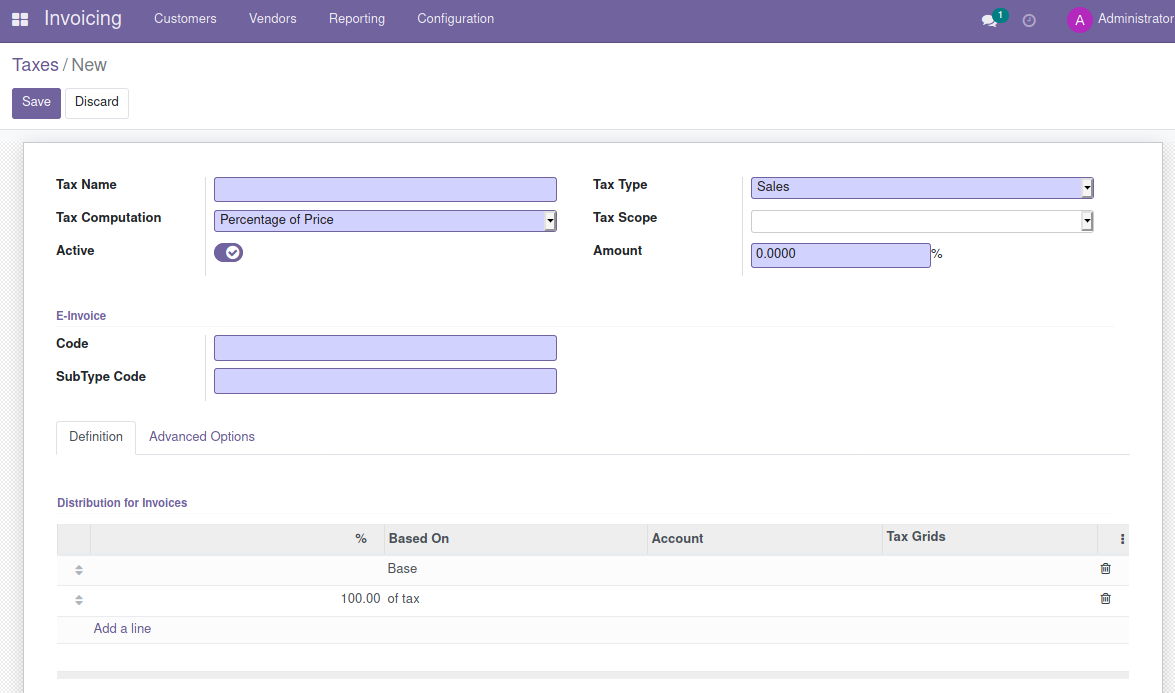 Invoicing Customers Vendors Reporting Configuration 1 A Administrator
Taxes / New
Save Discard
Tax Name Tax Type Sales
Tax Computation Percentage of Price Tax Scope
Active Amount 0.0000 %
E-Invoice
Code
SubType Code
Definition Advanced Options
Distribution for Invoices
% Based On Account Tax Grids
Base
100.00 of tax
Add a line